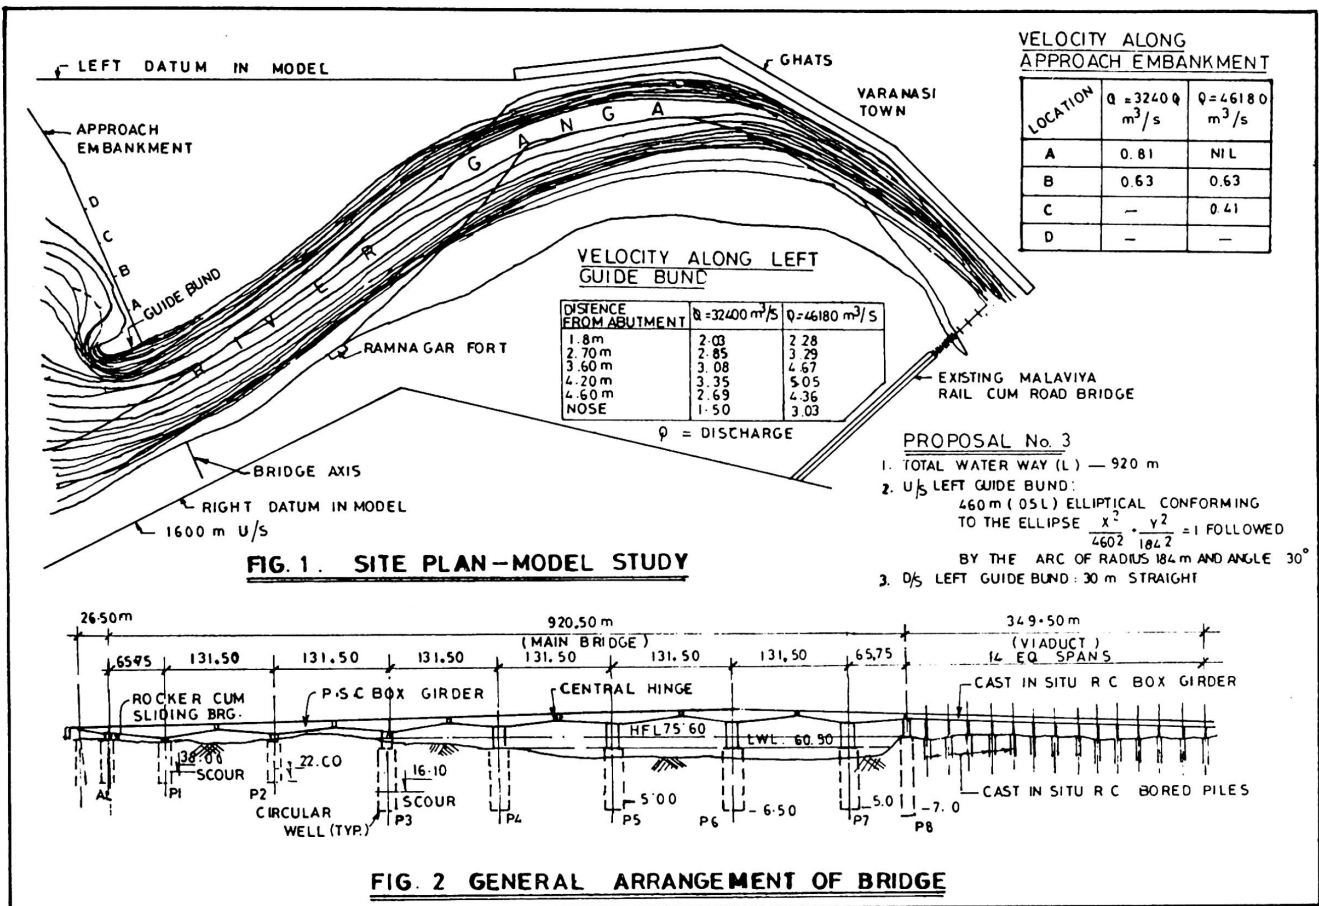 LEFT DATUM IN MODEL
APPROACH
EMBANKMENT
D
C
B
A
GUIDE BUND
RIVER
GANGA
GHATS
VARANASI
TOWN
RAMNAGAR FORT
BRIDGE AXIS
RIGHT DATUM IN MODEL
1600 m U/S
EXISTING MALAVIYA
RAIL CUM ROAD BRIDGE
VELOCITY ALONG
APPROACH EMBANKMENT
LOCATION Q =32400 m³/s Q=46180 m³/s
A 0.81 NIL
B 0.63 0.63
C — 0.41
D — —
VELOCITY ALONG LEFT
GUIDE BUND
DISTENCE FROM ABUTMENT Q=32400 m³/S Q=46180 m³/S
1.8m 2.03 2.28
2.70m 2.85 3.29
3.60m 3.08 4.67
4.20m 3.35 5.05
4.60m 2.69 4.36
NOSE 1.50 3.03
Q = DISCHARGE
PROPOSAL No. 3
1. TOTAL WATER WAY (L) — 920 m
2. U/S LEFT GUIDE BUND:
460m (05L) ELLIPTICAL CONFORMING
TO THE ELLIPSE X²/460² + Y²/184² = 1 FOLLOWED
BY THE ARC OF RADIUS 184 m AND ANGLE 30°
3. D/S LEFT GUIDE BUND: 30 m STRAIGHT
FIG. 1. SITE PLAN—MODEL STUDY
26.50m 920,50m 349.50 m
(MAIN BRIDGE) (VIADUCT)
65.75 131.50 131.50 131.50 131.50 131.50 131.50 65,75 14 EQ SPANS
ROCKER CUM
SLIDING BRG.
P.S.C BOX GIRDER
CENTRAL HINGE
CAST IN SITU R C BOX GIRDER
HFL 75.60
LWL 60.50
38.00
SCOUR
22.00
16.10
SCOUR
5.00
-6.50
-5.0
-7.0
P1 P2 P3 P4 P5 P6 P7 P8
CIRCULAR
WELL (TYP.)
CAST IN SITU R C BORED PILES
FIG. 2 GENERAL ARRANGEMENT OF BRIDGE